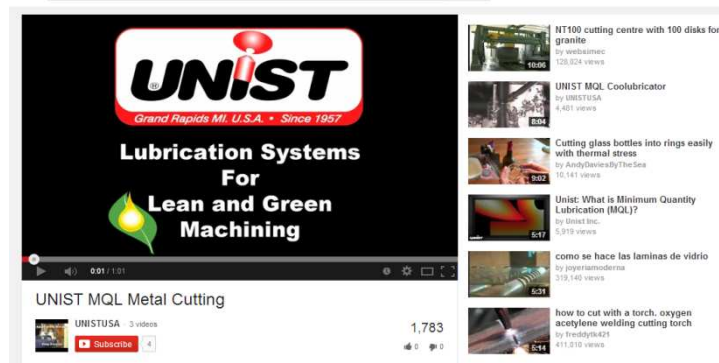 UNIST
®
Grand Rapids MI. U.S.A. • Since 1957
Lubrication Systems
For
Lean and Green
Machining
0:01 / 1:01
UNIST MQL Metal Cutting
UNISTUSA · 3 videos
Subscribe 4
1,783
0 0
NT100 cutting centre with 100 disks for
granite
by websimec
128,824 views
10:06
UNIST MQL Coolubricator
by UNISTUSA
4,481 views
8:04
Cutting glass bottles into rings easily
with thermal stress
by AndyDaviesByTheSea
10,141 views
9:02
Unist: What is Minimum Quantity
Lubrication (MQL)?
by Unist Inc.
5,919 views
5:17
como se hace las laminas de vidrio
by joyeriamoderna
319,140 views
5:31
how to cut with a torch. oxygen
acetylene welding cutting torch
by freddytk421
411,010 views
5:14